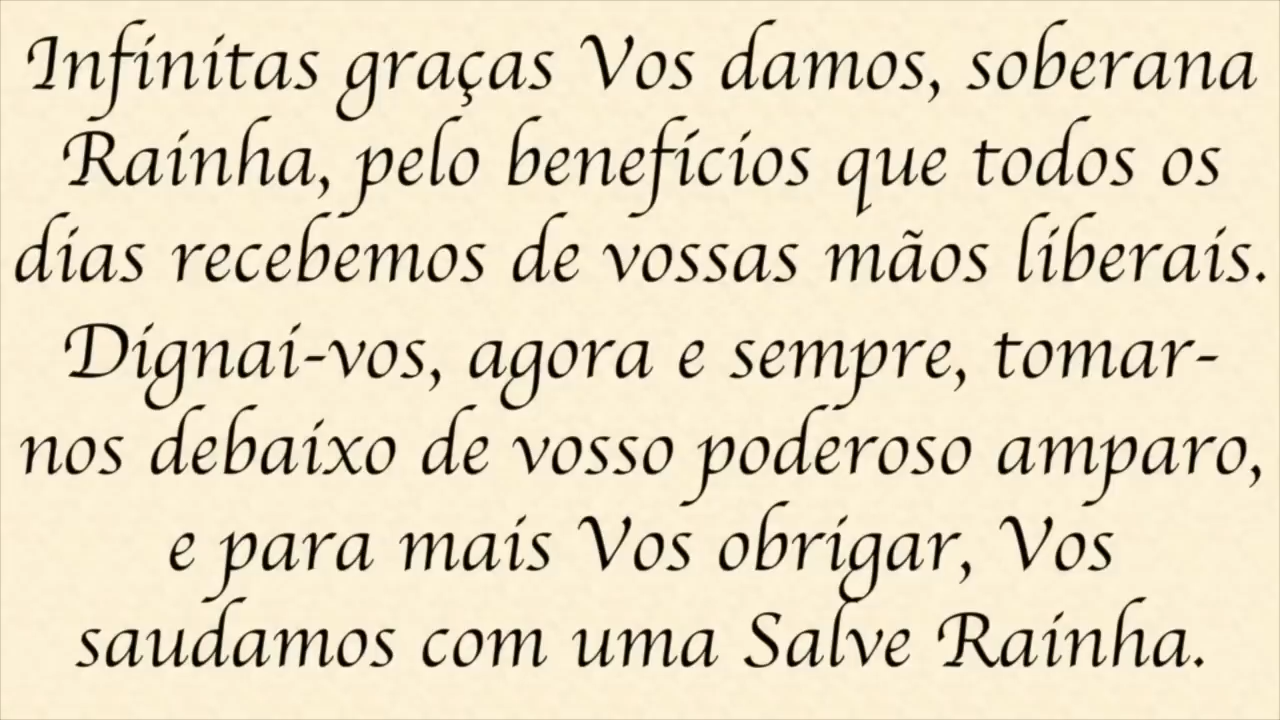 Infinitas graças Vos damos, soberana
Rainha, pelo benefícios que todos os
dias recebemos de vossas mãos liberais.
Dignai-vos, agora e sempre, tomar-
nos debaixo de vosso poderoso amparo,
e para mais Vos obrigar, Vos
saudamos com uma Salve Rainha.